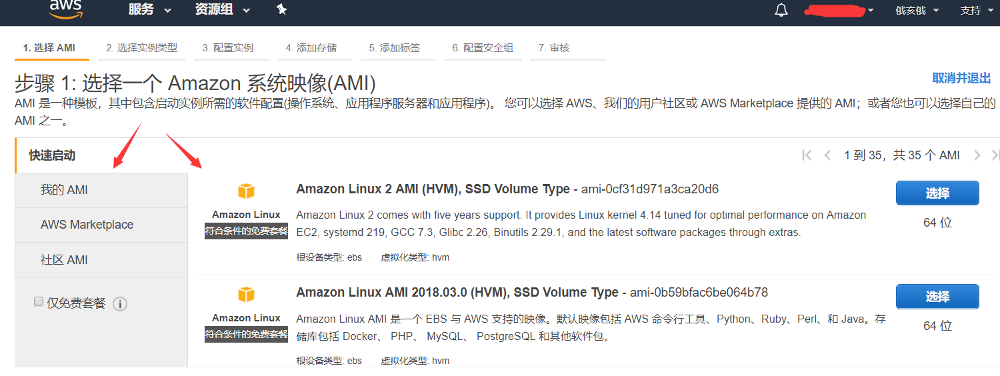 aws
服务
资源组
俄亥俄
支持
1. 选择 AMI
2. 选择实例类型
3. 配置实例
4. 添加存储
5. 添加标签
6. 配置安全组
7. 审核
步骤 1: 选择一个 Amazon 系统映像(AMI)
取消并退出
AMI 是一种模板，其中包含启动实例所需的软件配置(操作系统、应用程序服务器和应用程序)。 您可以选择 AWS、我们的用户社区或 AWS Marketplace 提供的 AMI；或者您也可以选择自己的
AMI 之一。
快速启动
我的 AMI
AWS Marketplace
社区 AMI
仅免费套餐
1 到 35，共 35 个 AMI
Amazon Linux
符合条件的免费套餐
Amazon Linux 2 AMI (HVM), SSD Volume Type - ami-0cf31d971a3ca20d6
Amazon Linux 2 comes with five years support. It provides Linux kernel 4.14 tuned for optimal performance on Amazon
EC2, systemd 219, GCC 7.3, Glibc 2.26, Binutils 2.29.1, and the latest software packages through extras.
根设备类型: ebs 虚拟化类型: hvm
选择
64 位
Amazon Linux
符合条件的免费套餐
Amazon Linux AMI 2018.03.0 (HVM), SSD Volume Type - ami-0b59bfac6be064b78
Amazon Linux AMI 是一个 EBS 与 AWS 支持的映像。默认映像包括 AWS 命令行工具、Python、Ruby、Perl、和 Java。存
储库包括 Docker、 PHP、 MySQL、 PostgreSQL 和其他软件包。
根设备类型: ebs 虚拟化类型: hvm
选择
64 位